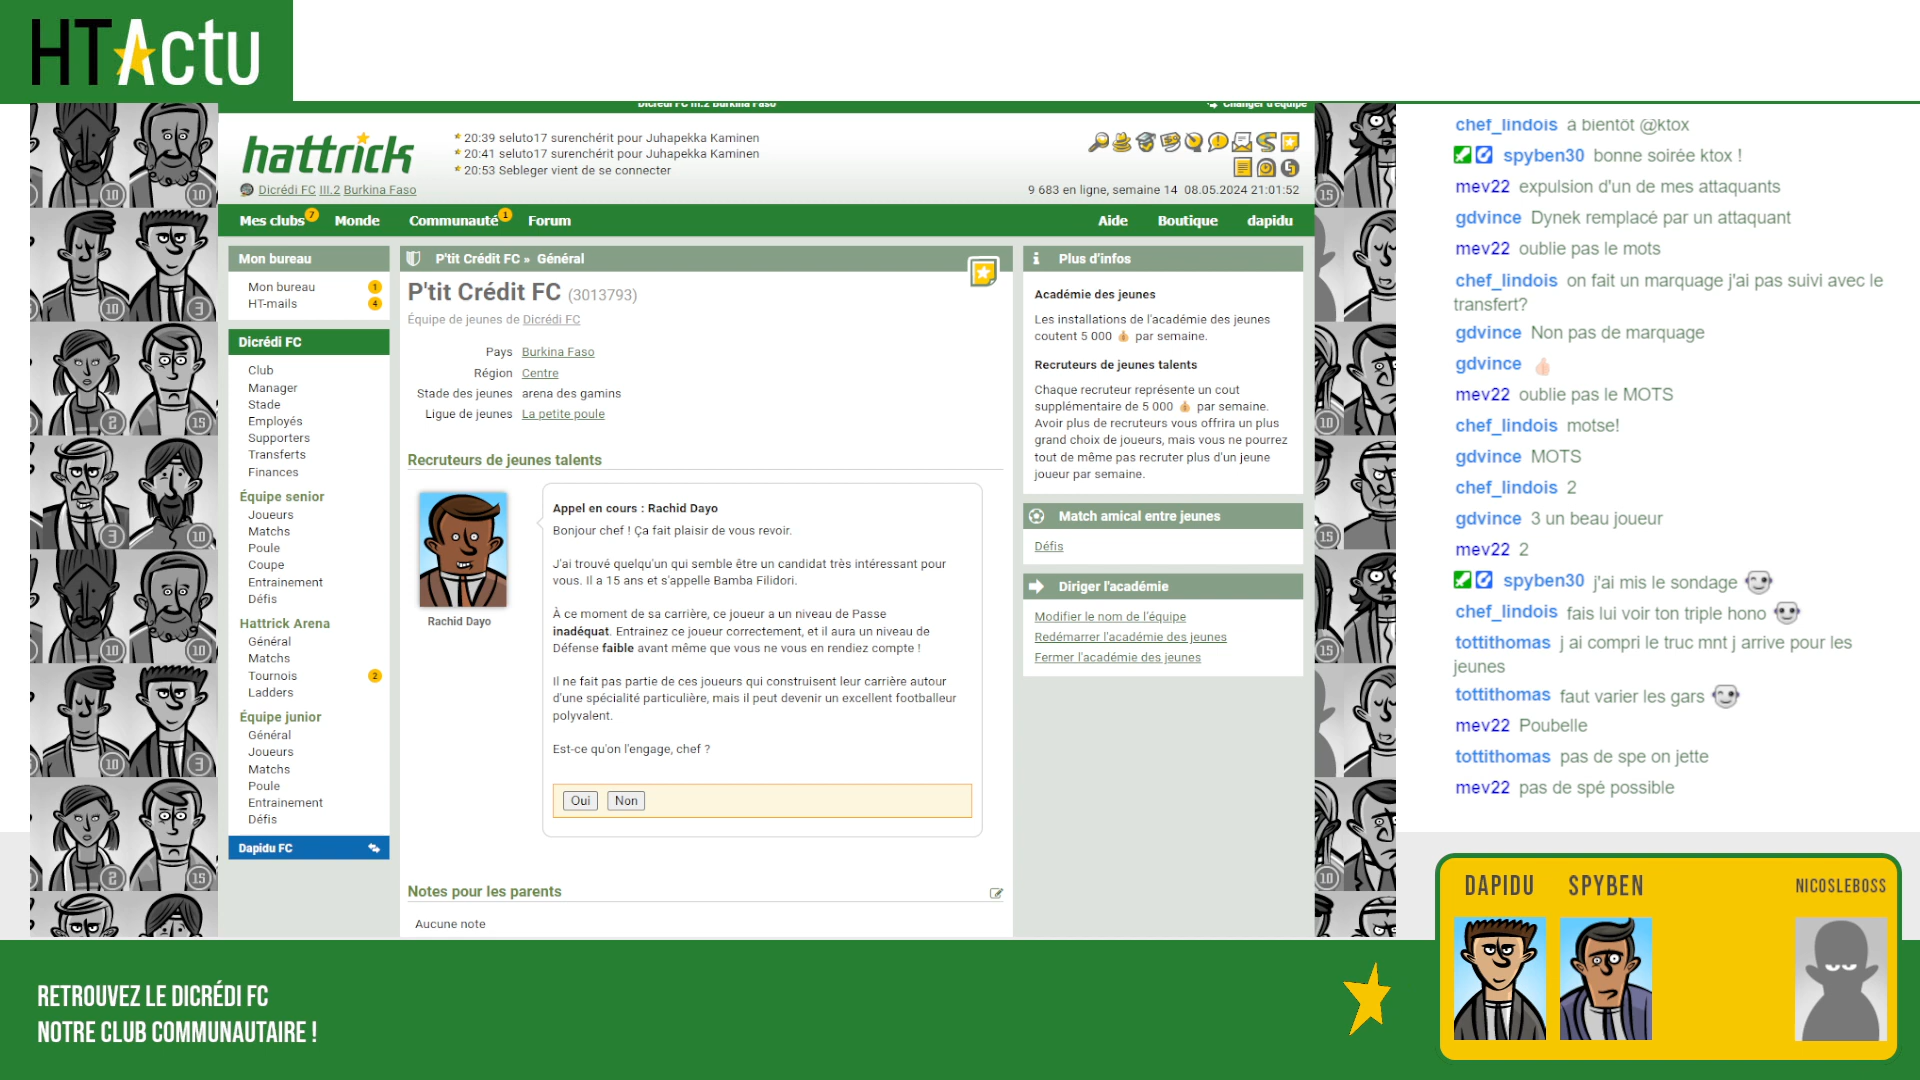 HTActu
Dicrédi FC III.2 Burkina Faso
Changer d'équipe
hattrick
20:39 seluto17 surenchérit pour Juhapekka Kaminen
20:41 seluto17 surenchérit pour Juhapekka Kaminen
20:53 Sebleger vient de se connecter
Dicrédi FC III.2 Burkina Faso
9 683 en ligne, semaine 14 08.05.2024 21:01:52
Mes clubs 7 Monde Communauté 1 Forum
Aide Boutique dapidu
Mon bureau
Mon bureau 1
HT-mails 4
Dicrédi FC
Club
Manager
Stade
Employés
Supporters
Transferts
Finances
Équipe senior
Joueurs
Matchs
Poule
Coupe
Entrainement
Défis
Hattrick Arena
Général
Matchs
Tournois 2
Ladders
Équipe junior
Général
Joueurs
Matchs
Poule
Entrainement
Défis
Dapidu FC
P'tit Crédit FC » Général
P'tit Crédit FC (3013793)
Équipe de jeunes de Dicrédi FC
Pays Burkina Faso
Région Centre
Stade des jeunes arena des gamins
Ligue de jeunes La petite poule
Recruteurs de jeunes talents
Rachid Dayo
Appel en cours : Rachid Dayo
Bonjour chef ! Ça fait plaisir de vous revoir.
J'ai trouvé quelqu'un qui semble être un candidat très intéressant pour
vous. Il a 15 ans et s'appelle Bamba Filidori.
À ce moment de sa carrière, ce joueur a un niveau de Passe
inadéquat. Entrainez ce joueur correctement, et il aura un niveau de
Défense faible avant même que vous ne vous en rendiez compte !
Il ne fait pas partie de ces joueurs qui construisent leur carrière autour
d'une spécialité particulière, mais il peut devenir un excellent footballeur
polyvalent.
Est-ce qu'on l'engage, chef ?
Oui Non
Notes pour les parents
Aucune note
Plus d'infos
Académie des jeunes
Les installations de l'académie des jeunes
coutent 5 000 par semaine.
Recruteurs de jeunes talents
Chaque recruteur représente un cout
supplémentaire de 5 000 par semaine.
Avoir plus de recruteurs vous offrira un plus
grand choix de joueurs, mais vous ne pourrez
tout de même pas recruter plus d'un jeune
joueur par semaine.
Match amical entre jeunes
Défis
Diriger l'académie
Modifier le nom de l'équipe
Redémarrer l'académie des jeunes
Fermer l'académie des jeunes
chef_lindois à bientôt @ktox
spyben30 bonne soirée ktox !
mev22 expulsion d'un de mes attaquants
gdvince Dynek remplacé par un attaquant
mev22 oublie pas le mots
chef_lindois on fait un marquage j'ai pas suivi avec le
transfert?
gdvince Non pas de marquage
gdvince
mev22 oublie pas le MOTS
chef_lindois motse!
gdvince MOTS
chef_lindois 2
gdvince 3 un beau joueur
mev22 2
spyben30 j'ai mis le sondage
chef_lindois fais lui voir ton triple hono
tottithomas j ai compri le truc mnt j arrive pour les
jeunes
tottithomas faut varier les gars
mev22 Poubelle
tottithomas pas de spe on jette
mev22 pas de spé possible
DAPIDU SPYBEN NICOSLEBOSS
RETROUVEZ LE DICRÉDI FC
NOTRE CLUB COMMUNAUTAIRE !